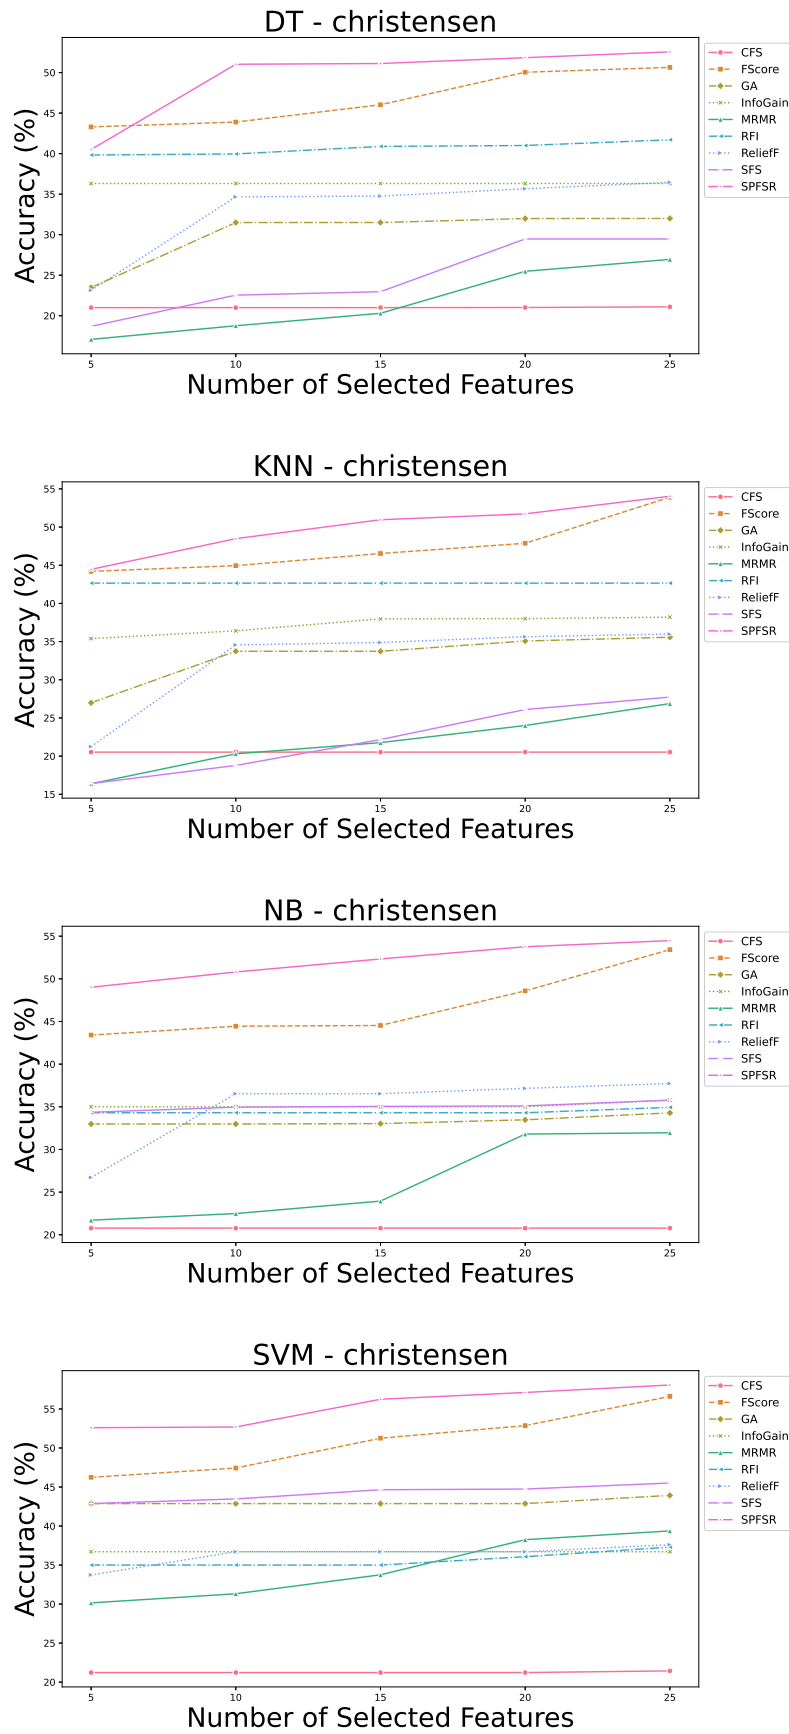 DT - christensen
Accuracy (%)
50
45
40
35
30
25
20
5 10 15 20 25
Number of Selected Features
CFS
FScore
GA
InfoGain
MRMR
RFI
ReliefF
SFS
SPFSR
KNN - christensen
Accuracy (%)
55
50
45
40
35
30
25
20
15
5 10 15 20 25
Number of Selected Features
CFS
FScore
GA
InfoGain
MRMR
RFI
ReliefF
SFS
SPFSR
NB - christensen
Accuracy (%)
55
50
45
40
35
30
25
20
5 10 15 20 25
Number of Selected Features
CFS
FScore
GA
InfoGain
MRMR
RFI
ReliefF
SFS
SPFSR
SVM - christensen
Accuracy (%)
55
50
45
40
35
30
25
20
5 10 15 20 25
Number of Selected Features
CFS
FScore
GA
InfoGain
MRMR
RFI
ReliefF
SFS
SPFSR